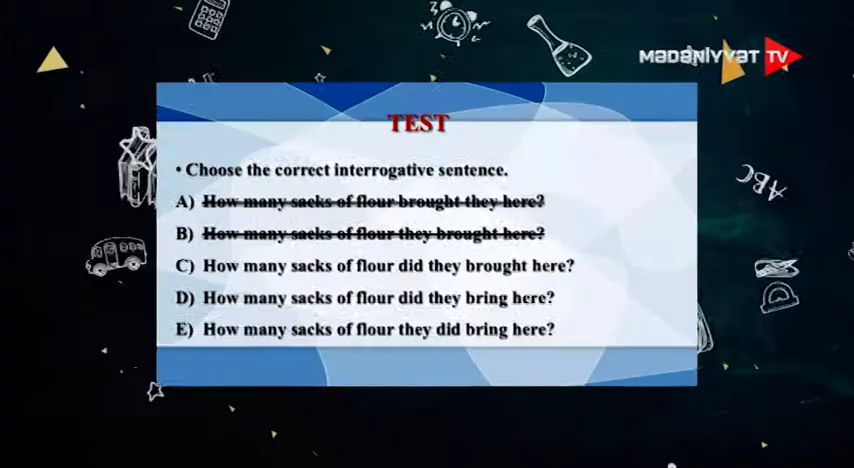 MƏDƏNİYYƏT TV
TEST
• Choose the correct interrogative sentence.
A) How many sacks of flour brought they here?
B) How many sacks of flour they brought here?
C) How many sacks of flour did they brought here?
D) How many sacks of flour did they bring here?
E) How many sacks of flour they did bring here?
ABC